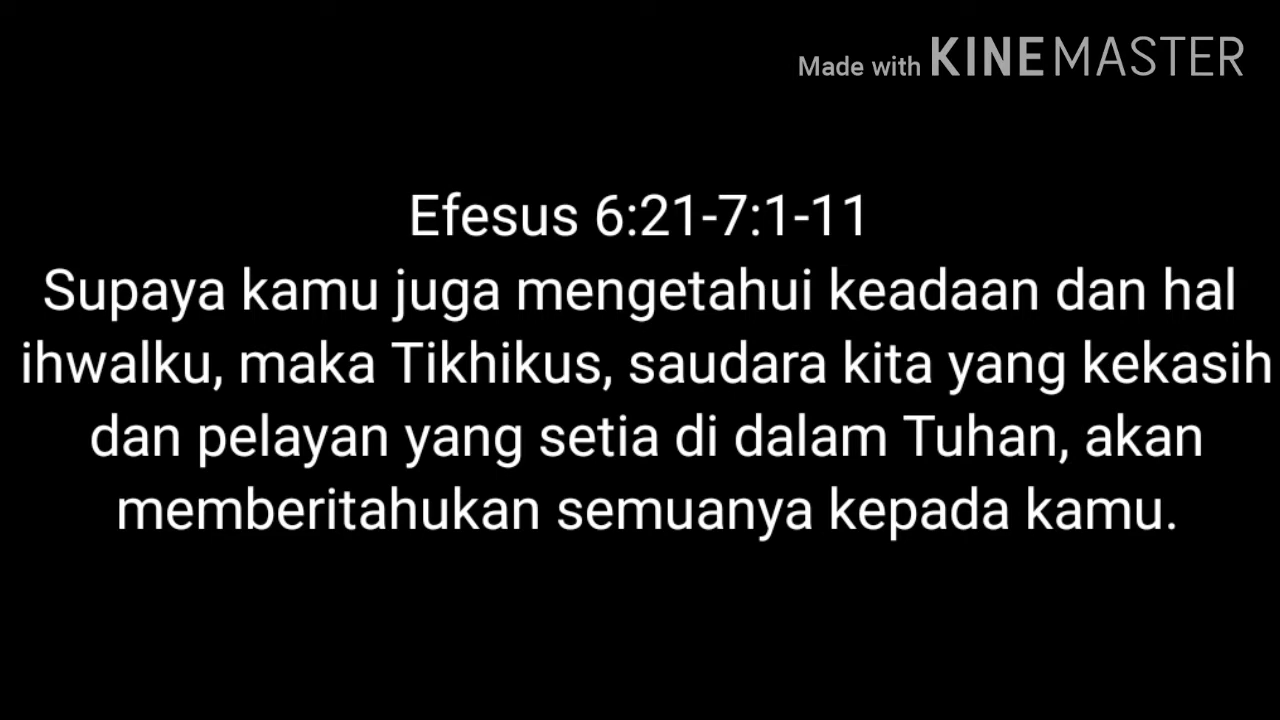 Made with KINEMASTER
Efesus 6:21-7:1-11
Supaya kamu juga mengetahui keadaan dan hal
ihwalku, maka Tikhikus, saudara kita yang kekasih
dan pelayan yang setia di dalam Tuhan, akan
memberitahukan semuanya kepada kamu.